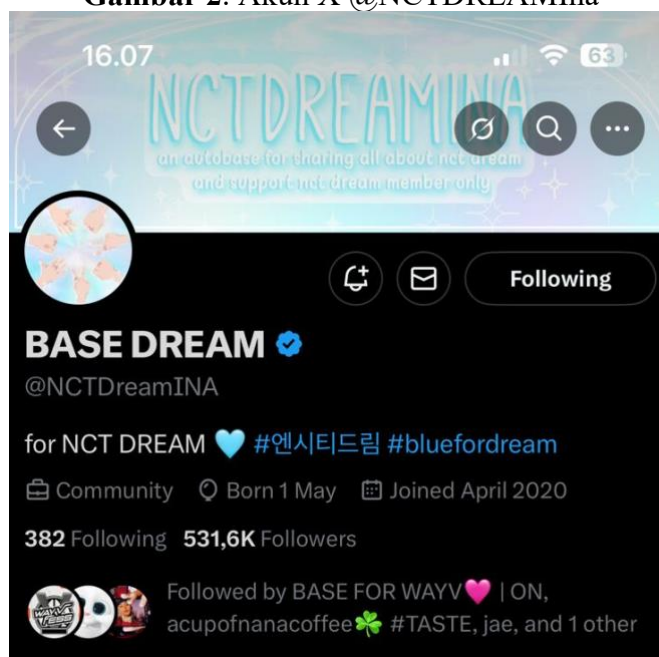 Gambar 2. Akun X @NCTDREAMina
16.07
63
NCTDREAMINA
an autobase for sharing all about nct dream
and support nct dream member only
Following
BASE DREAM
@NCTDreamINA
for NCT DREAM 🩵 #엔시티드림 #bluefordream
Community Born 1 May Joined April 2020
382 Following 531,6K Followers
WAYV FESS
Followed by BASE FOR WAYV🩷 | ON,
acupofnanacoffee☘️ #TASTE, jae, and 1 other